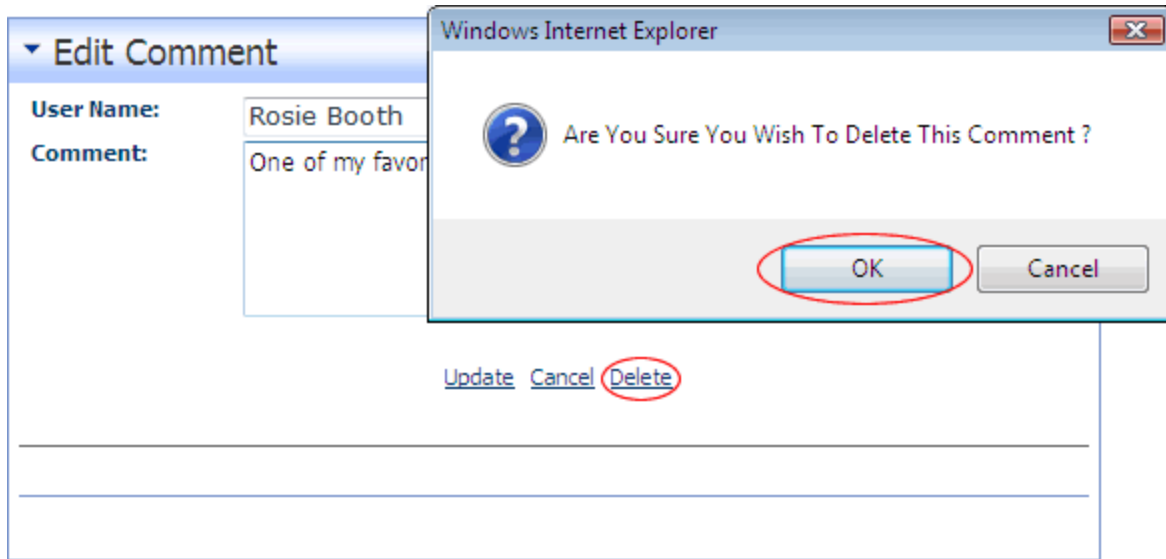 Edit Comment
User Name:
Rosie Booth
Comment:
One of my favor
Update Cancel Delete
Windows Internet Explorer
Are You Sure You Wish To Delete This Comment ?
OK Cancel